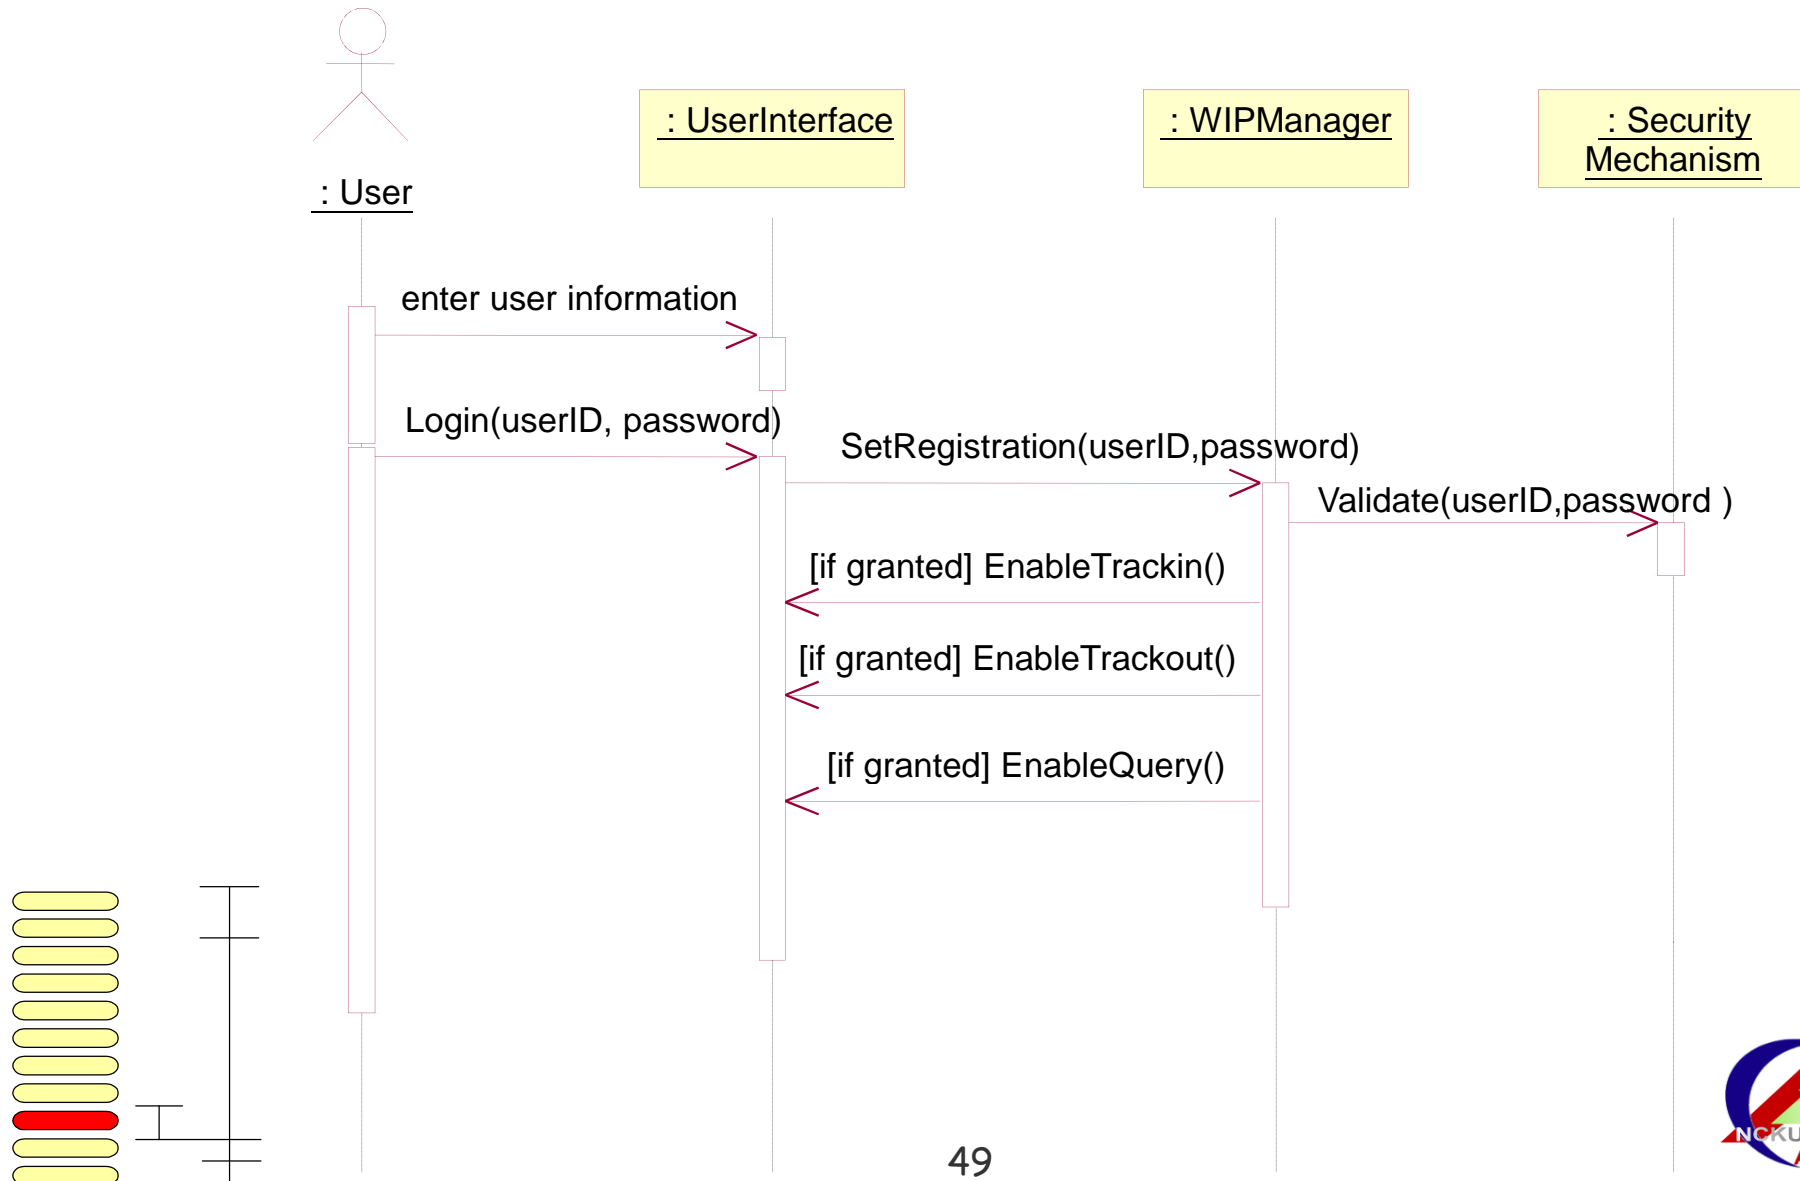 : UserInterface
: WIPManager
: Security
Mechanism
: User
enter user information
Login(userID, password)
SetRegistration(userID,password)
Validate(userID,password )
[if granted] EnableTrackin()
[if granted] EnableTrackout()
[if granted] EnableQuery()
NCKU
49